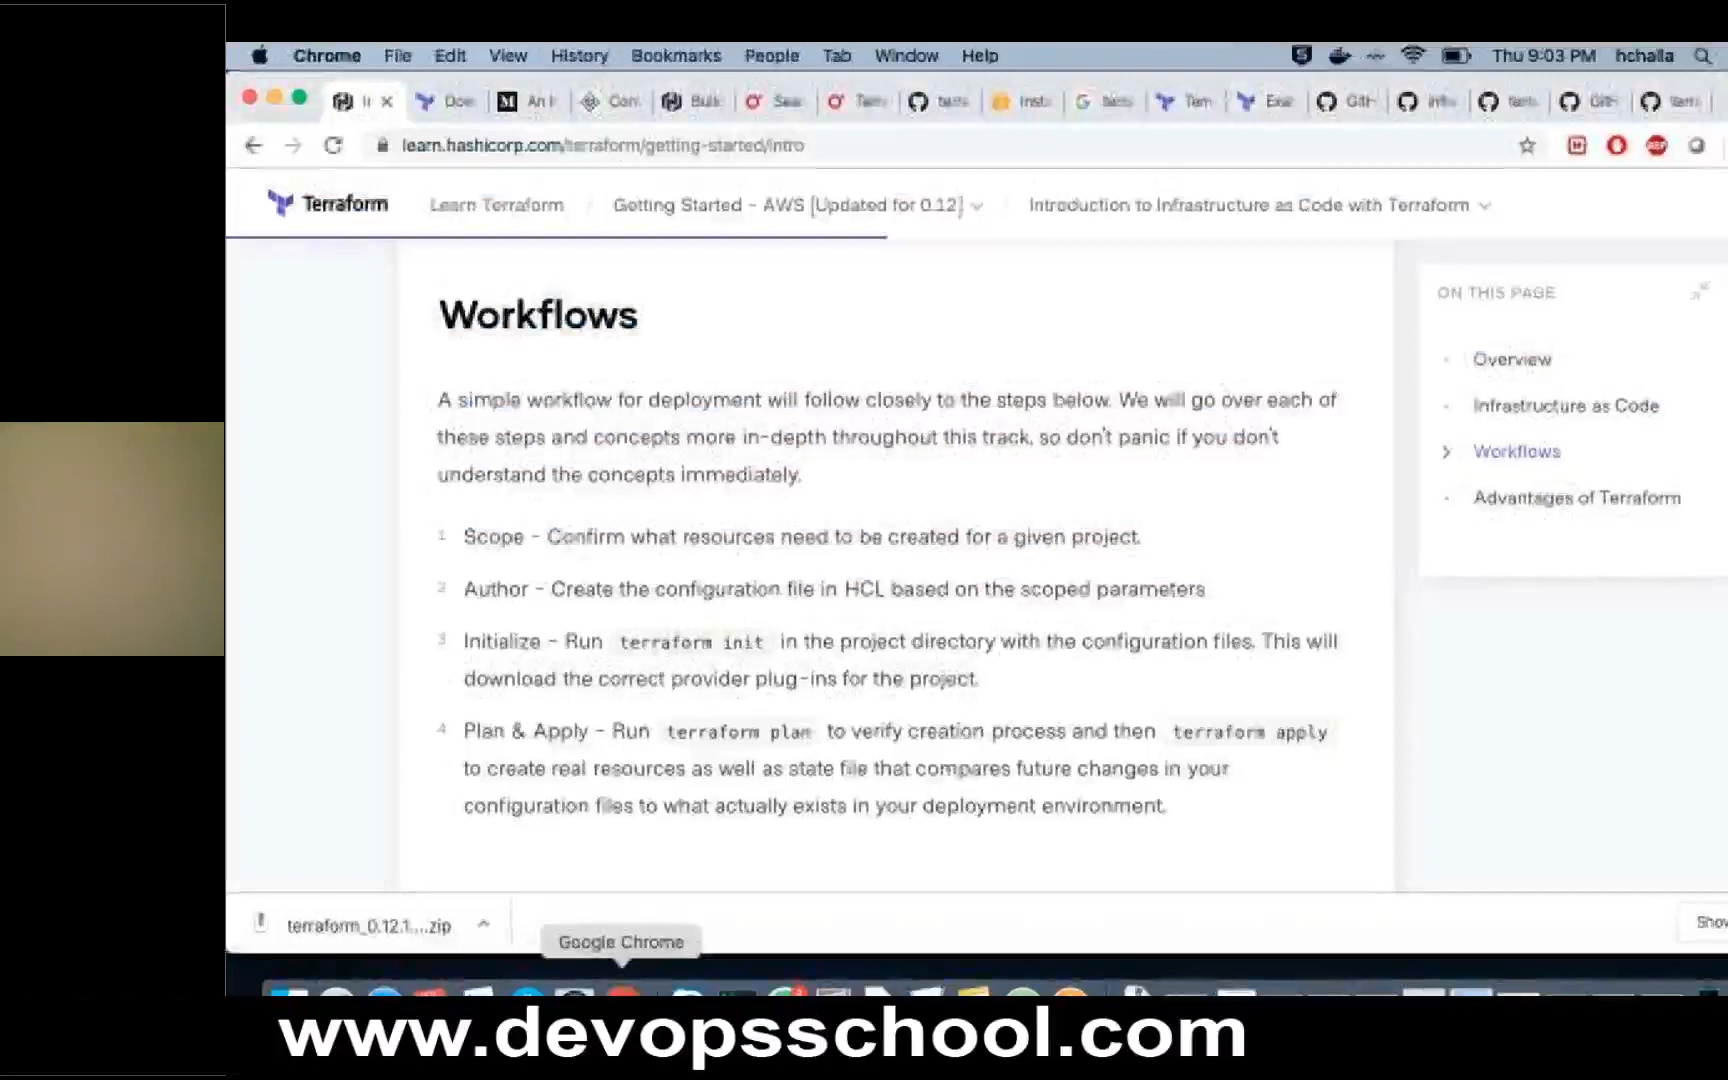 Chrome File Edit View History Bookmarks People Tab Window Help Thu 9:03 PM hchalla
learn.hashicorp.com/terraform/getting-started/intro
Terraform Learn Terraform / Getting Started - AWS [Updated for 0.12] / Introduction to Infrastructure as Code with Terraform
Workflows
A simple workflow for deployment will follow closely to the steps below. We will go over each of
these steps and concepts more in-depth throughout this track, so don't panic if you don't
understand the concepts immediately.
1 Scope - Confirm what resources need to be created for a given project.
2 Author - Create the configuration file in HCL based on the scoped parameters
3 Initialize - Run terraform init in the project directory with the configuration files. This will
download the correct provider plug-ins for the project.
4 Plan & Apply - Run terraform plan to verify creation process and then terraform apply
to create real resources as well as state file that compares future changes in your
configuration files to what actually exists in your deployment environment.
ON THIS PAGE
Overview
Infrastructure as Code
Workflows
Advantages of Terraform
terraform_0.12.1....zip
Show
Google Chrome
www.devopsschool.com